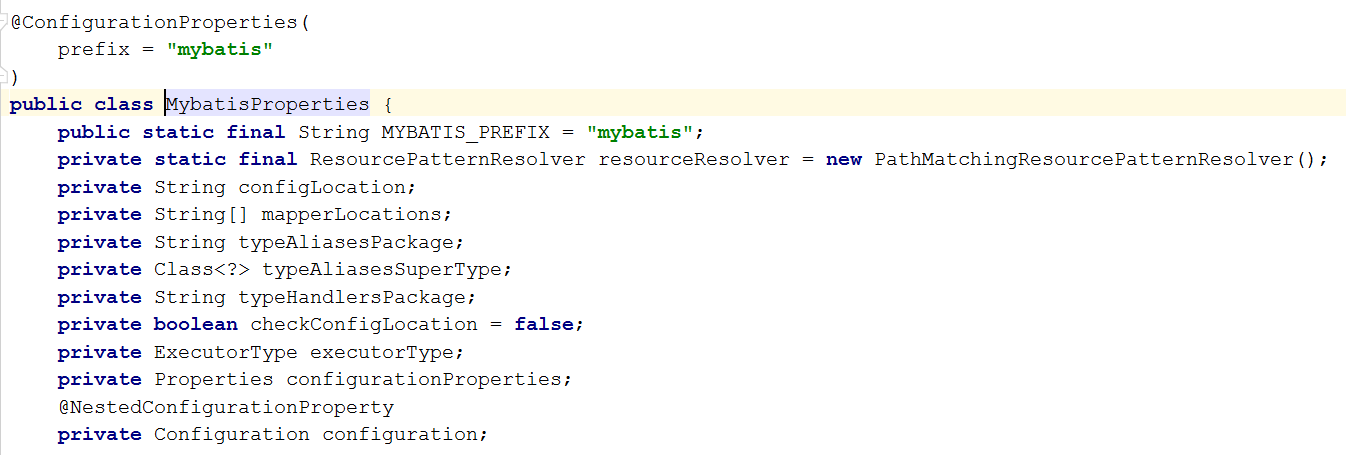 @ConfigurationProperties(
    prefix = "mybatis"
)
public class MybatisProperties {
    public static final String MYBATIS_PREFIX = "mybatis";
    private static final ResourcePatternResolver resourceResolver = new PathMatchingResourcePatternResolver();
    private String configLocation;
    private String[] mapperLocations;
    private String typeAliasesPackage;
    private Class<?> typeAliasesSuperType;
    private String typeHandlersPackage;
    private boolean checkConfigLocation = false;
    private ExecutorType executorType;
    private Properties configurationProperties;
    @NestedConfigurationProperty
    private Configuration configuration;